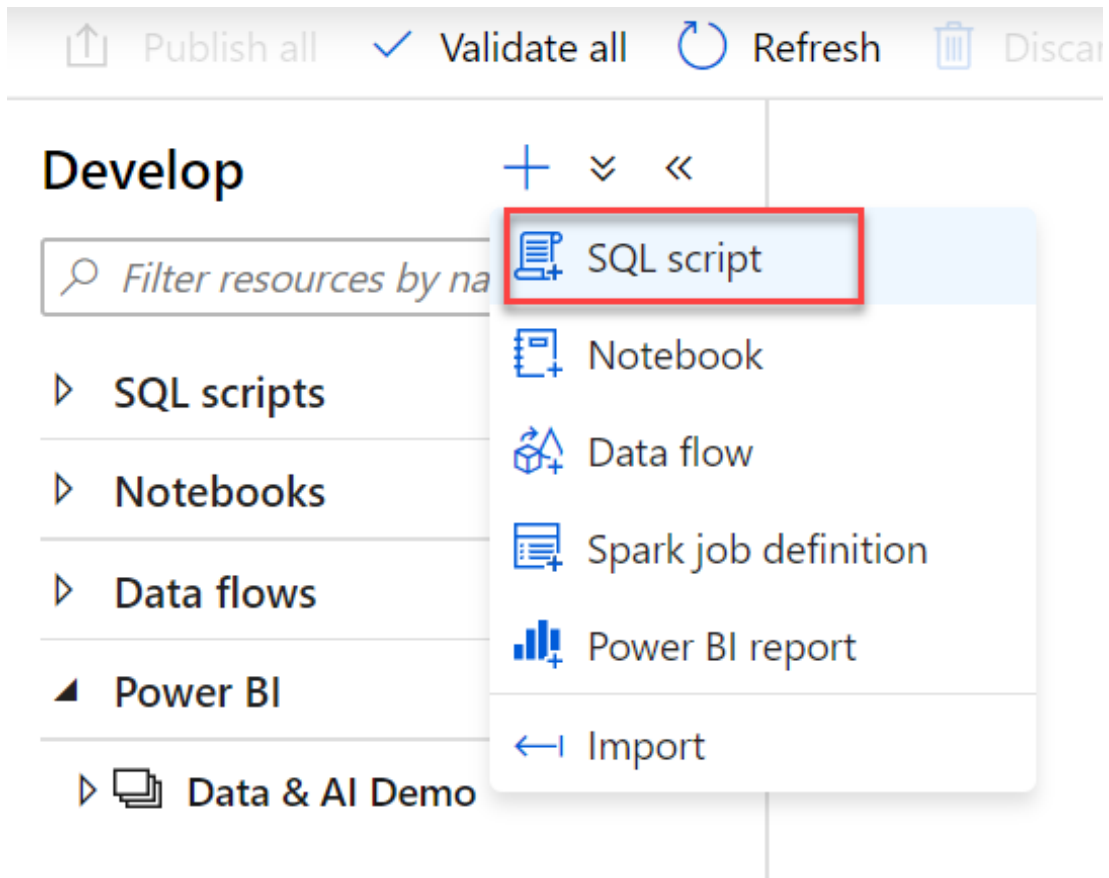 Publish all Validate all Refresh Discar
Develop
Filter resources by na
SQL script
Notebook
Data flow
Spark job definition
Power BI report
Import
SQL scripts
Notebooks
Data flows
Power BI
Data & AI Demo